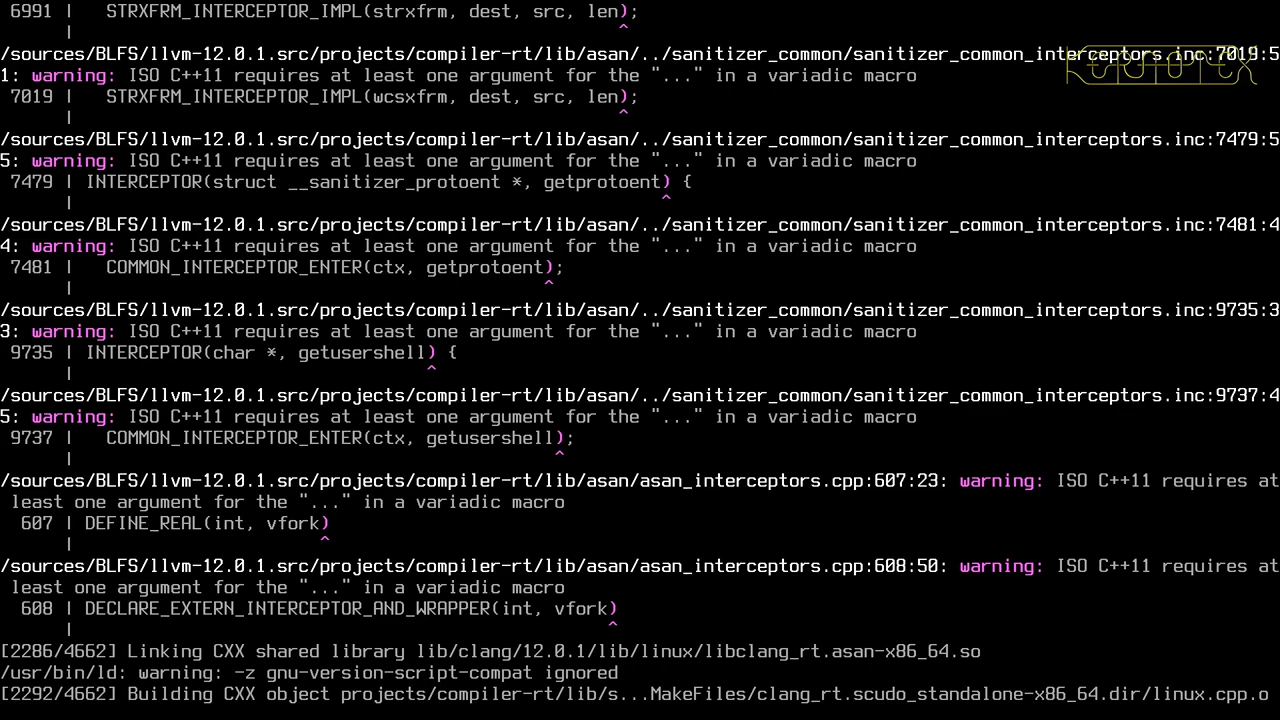 6991 |   STRXFRM_INTERCEPTOR_IMPL(strxfrm, dest, src, len);
     |                                                    ^
/sources/BLFS/llvm-12.0.1.src/projects/compiler-rt/lib/asan/../sanitizer_common/sanitizer_common_interceptors.inc:7019:5
1: warning: ISO C++11 requires at least one argument for the "..." in a variadic macro
7019 |   STRXFRM_INTERCEPTOR_IMPL(wcsxfrm, dest, src, len);
     |                                                    ^
/sources/BLFS/llvm-12.0.1.src/projects/compiler-rt/lib/asan/../sanitizer_common/sanitizer_common_interceptors.inc:7479:5
5: warning: ISO C++11 requires at least one argument for the "..." in a variadic macro
7479 | INTERCEPTOR(struct __sanitizer_protoent *, getprotoent) {
     |                                                        ^
/sources/BLFS/llvm-12.0.1.src/projects/compiler-rt/lib/asan/../sanitizer_common/sanitizer_common_interceptors.inc:7481:4
4: warning: ISO C++11 requires at least one argument for the "..." in a variadic macro
7481 |   COMMON_INTERCEPTOR_ENTER(ctx, getprotoent);
     |                                             ^
/sources/BLFS/llvm-12.0.1.src/projects/compiler-rt/lib/asan/../sanitizer_common/sanitizer_common_interceptors.inc:9735:3
3: warning: ISO C++11 requires at least one argument for the "..." in a variadic macro
9735 | INTERCEPTOR(char *, getusershell) {
     |                                  ^
/sources/BLFS/llvm-12.0.1.src/projects/compiler-rt/lib/asan/../sanitizer_common/sanitizer_common_interceptors.inc:9737:4
5: warning: ISO C++11 requires at least one argument for the "..." in a variadic macro
9737 |   COMMON_INTERCEPTOR_ENTER(ctx, getusershell);
     |                                              ^
/sources/BLFS/llvm-12.0.1.src/projects/compiler-rt/lib/asan/asan_interceptors.cpp:607:23: warning: ISO C++11 requires at
least one argument for the "..." in a variadic macro
607 | DEFINE_REAL(int, vfork)
    |                       ^
/sources/BLFS/llvm-12.0.1.src/projects/compiler-rt/lib/asan/asan_interceptors.cpp:608:50: warning: ISO C++11 requires at
least one argument for the "..." in a variadic macro
608 | DECLARE_EXTERN_INTERCEPTOR_AND_WRAPPER(int, vfork)
    |                                                  ^
[2286/4662] Linking CXX shared library lib/clang/12.0.1/lib/linux/libclang_rt.asan-x86_64.so
/usr/bin/ld: warning: -z gnu-version-script-compat ignored
[2292/4662] Building CXX object projects/compiler-rt/lib/s...MakeFiles/clang_rt.scudo_standalone-x86_64.dir/linux.cpp.o